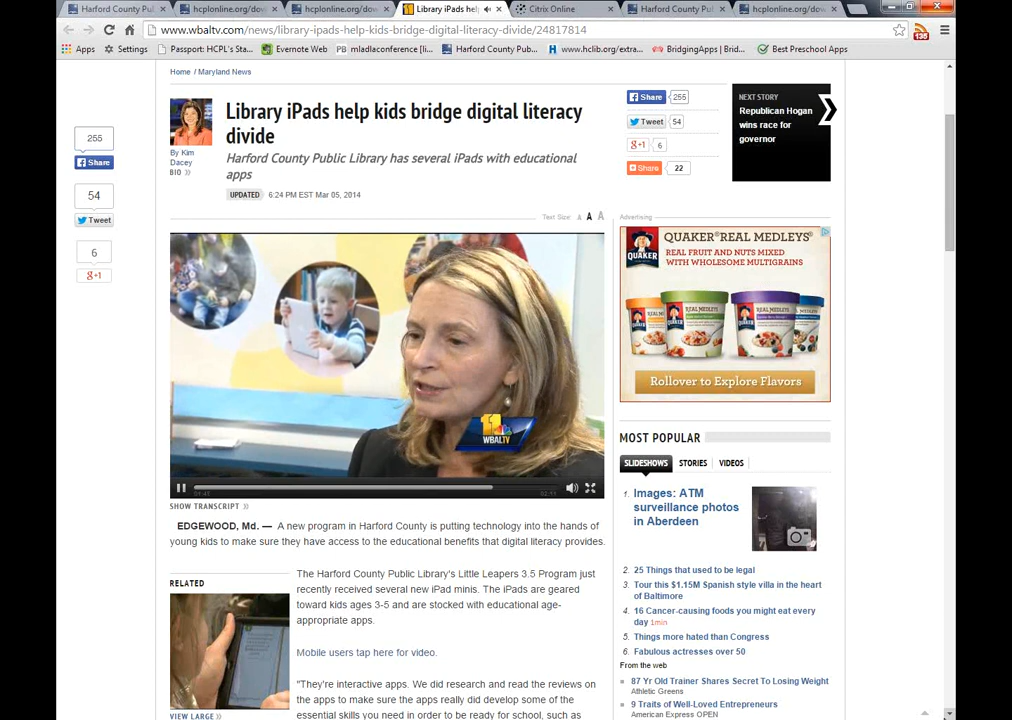 Harford County Pul
hcplonline.org/dov
hcplonline.org/dov
Library iPads help
Citrix Online
Harford County Pul
hcplonline.org/dov
www.wbaltv.com/news/library-ipads-help-kids-bridge-digital-literacy-divide/24817814
135
Apps
Settings
Passport: HCPL's Sta...
Evernote Web
PB mladlaconference [li...
Harford County Pub...
H www.hclib.org/extra...
BridgingApps | Brid...
Best Preschool Apps
Home / Maryland News
Library iPads help kids bridge digital literacy
divide
Harford County Public Library has several iPads with educational
apps
By Kim
Dacey
BIO »
UPDATED 6:24 PM EST Mar 05, 2014
255
Share
54
Tweet
6
g+1
Share 255
Tweet 54
g+1 6
Share 22
NEXT STORY
Republican Hogan
wins race for
governor
Text Size: A A A
Advertising
QUAKER® REAL MEDLEYS®
REAL FRUIT AND NUTS MIXED
WITH WHOLESOME MULTIGRAINS
QUAKER
REAL MEDLEYS
REAL MEDLEYS
Rollover to Explore Flavors
11
WBALTV
SHOW TRANSCRIPT »
EDGEWOOD, Md. — A new program in Harford County is putting technology into the hands of
young kids to make sure they have access to the educational benefits that digital literacy provides.
RELATED
VIEW LARGE »
The Harford County Public Library's Little Leapers 3.5 Program just
recently received several new iPad minis. The iPads are geared
toward kids ages 3-5 and are stocked with educational age-
appropriate apps.
Mobile users tap here for video.
"They're interactive apps. We did research and read the reviews on
the apps to make sure the apps really did develop some of the
essential skills you need in order to be ready for school, such as
MOST POPULAR
SLIDESHOWS STORIES VIDEOS
1. Images: ATM
surveillance photos
in Aberdeen
2. 25 Things that used to be legal
3. Tour this $1.15M Spanish style villa in the heart
of Baltimore
4. 16 Cancer-causing foods you might eat every
day 1min
5. Things more hated than Congress
6. Fabulous actresses over 50
From the web
87 Yr Old Trainer Shares Secret To Losing Weight
Athletic Greens
9 Traits of Well-Loved Entrepreneurs
American Express OPEN